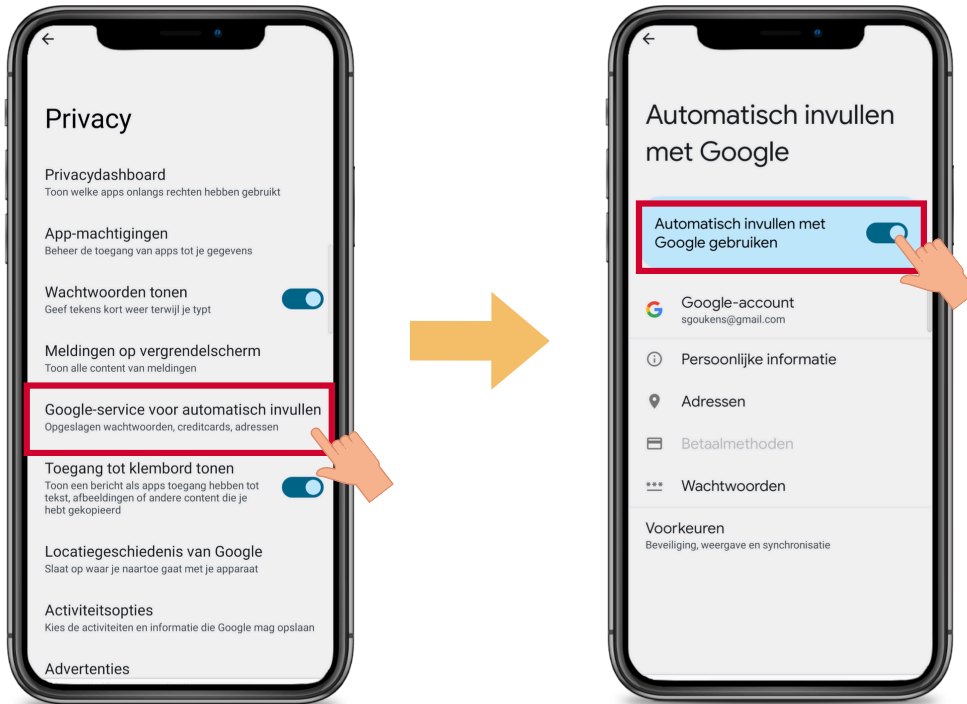 Privacy
Privacydashboard
Toon welke apps onlangs rechten hebben gebruikt
App-machtigingen
Beheer de toegang van apps tot je gegevens
Wachtwoorden tonen
Geef tekens kort weer terwijl je typt
Meldingen op vergrendelscherm
Toon alle content van meldingen
Google-service voor automatisch invullen
Opgeslagen wachtwoorden, creditcards, adressen
Toegang tot klembord tonen
Toon een bericht als apps toegang hebben tot
tekst, afbeeldingen of andere content die je
hebt gekopieerd
Locatiegeschiedenis van Google
Slaat op waar je naartoe gaat met je apparaat
Activiteitsopties
Kies de activiteiten en informatie die Google mag opslaan
Advertenties
Automatisch invullen
met Google
Automatisch invullen met
Google gebruiken
Google-account
sgoukens@gmail.com
Persoonlijke informatie
Adressen
Betaalmethoden
Wachtwoorden
Voorkeuren
Beveiliging, weergave en synchronisatie